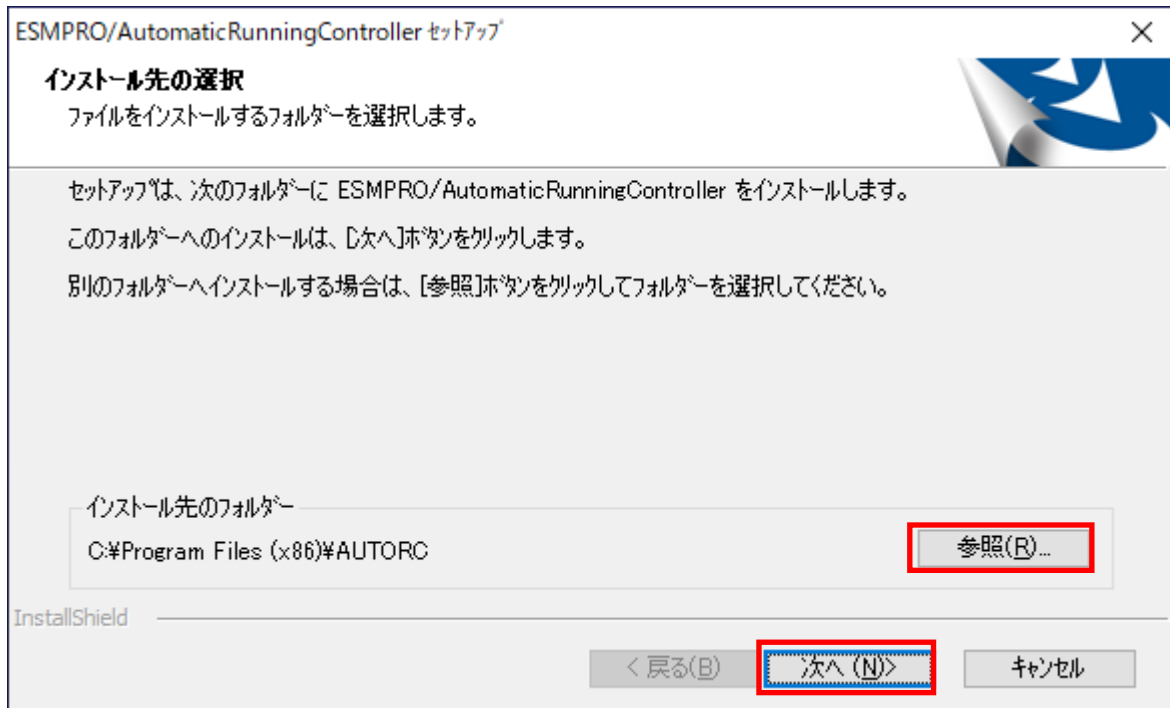 ESMPRO/AutomaticRunningController セットアップ
インストール先の選択
ファイルをインストールするフォルダーを選択します。
セットアップは、次のフォルダーに ESMPRO/AutomaticRunningController をインストールします。
このフォルダーへのインストールは、[次へ]ボタンをクリックします。
別のフォルダーへインストールする場合は、[参照]ボタンをクリックしてフォルダーを選択してください。
インストール先のフォルダー
C:¥Program Files (x86)¥AUTORC
参照(R)...
InstallShield
< 戻る(B)
次へ (N)>
キャンセル